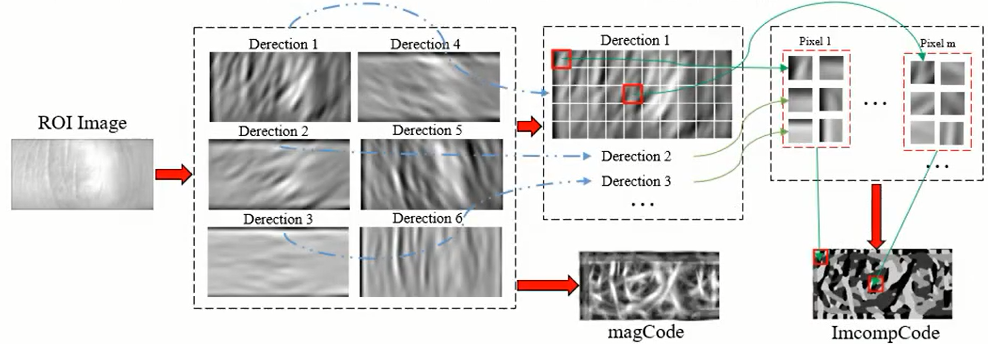 ROI Image
Derection 1
Derection 4
Derection 2
Derection 5
Derection 3
Derection 6
Derection 1
Derection 2
Derection 3
...
Pixel 1
Pixel m
...
...
magCode
ImcompCode